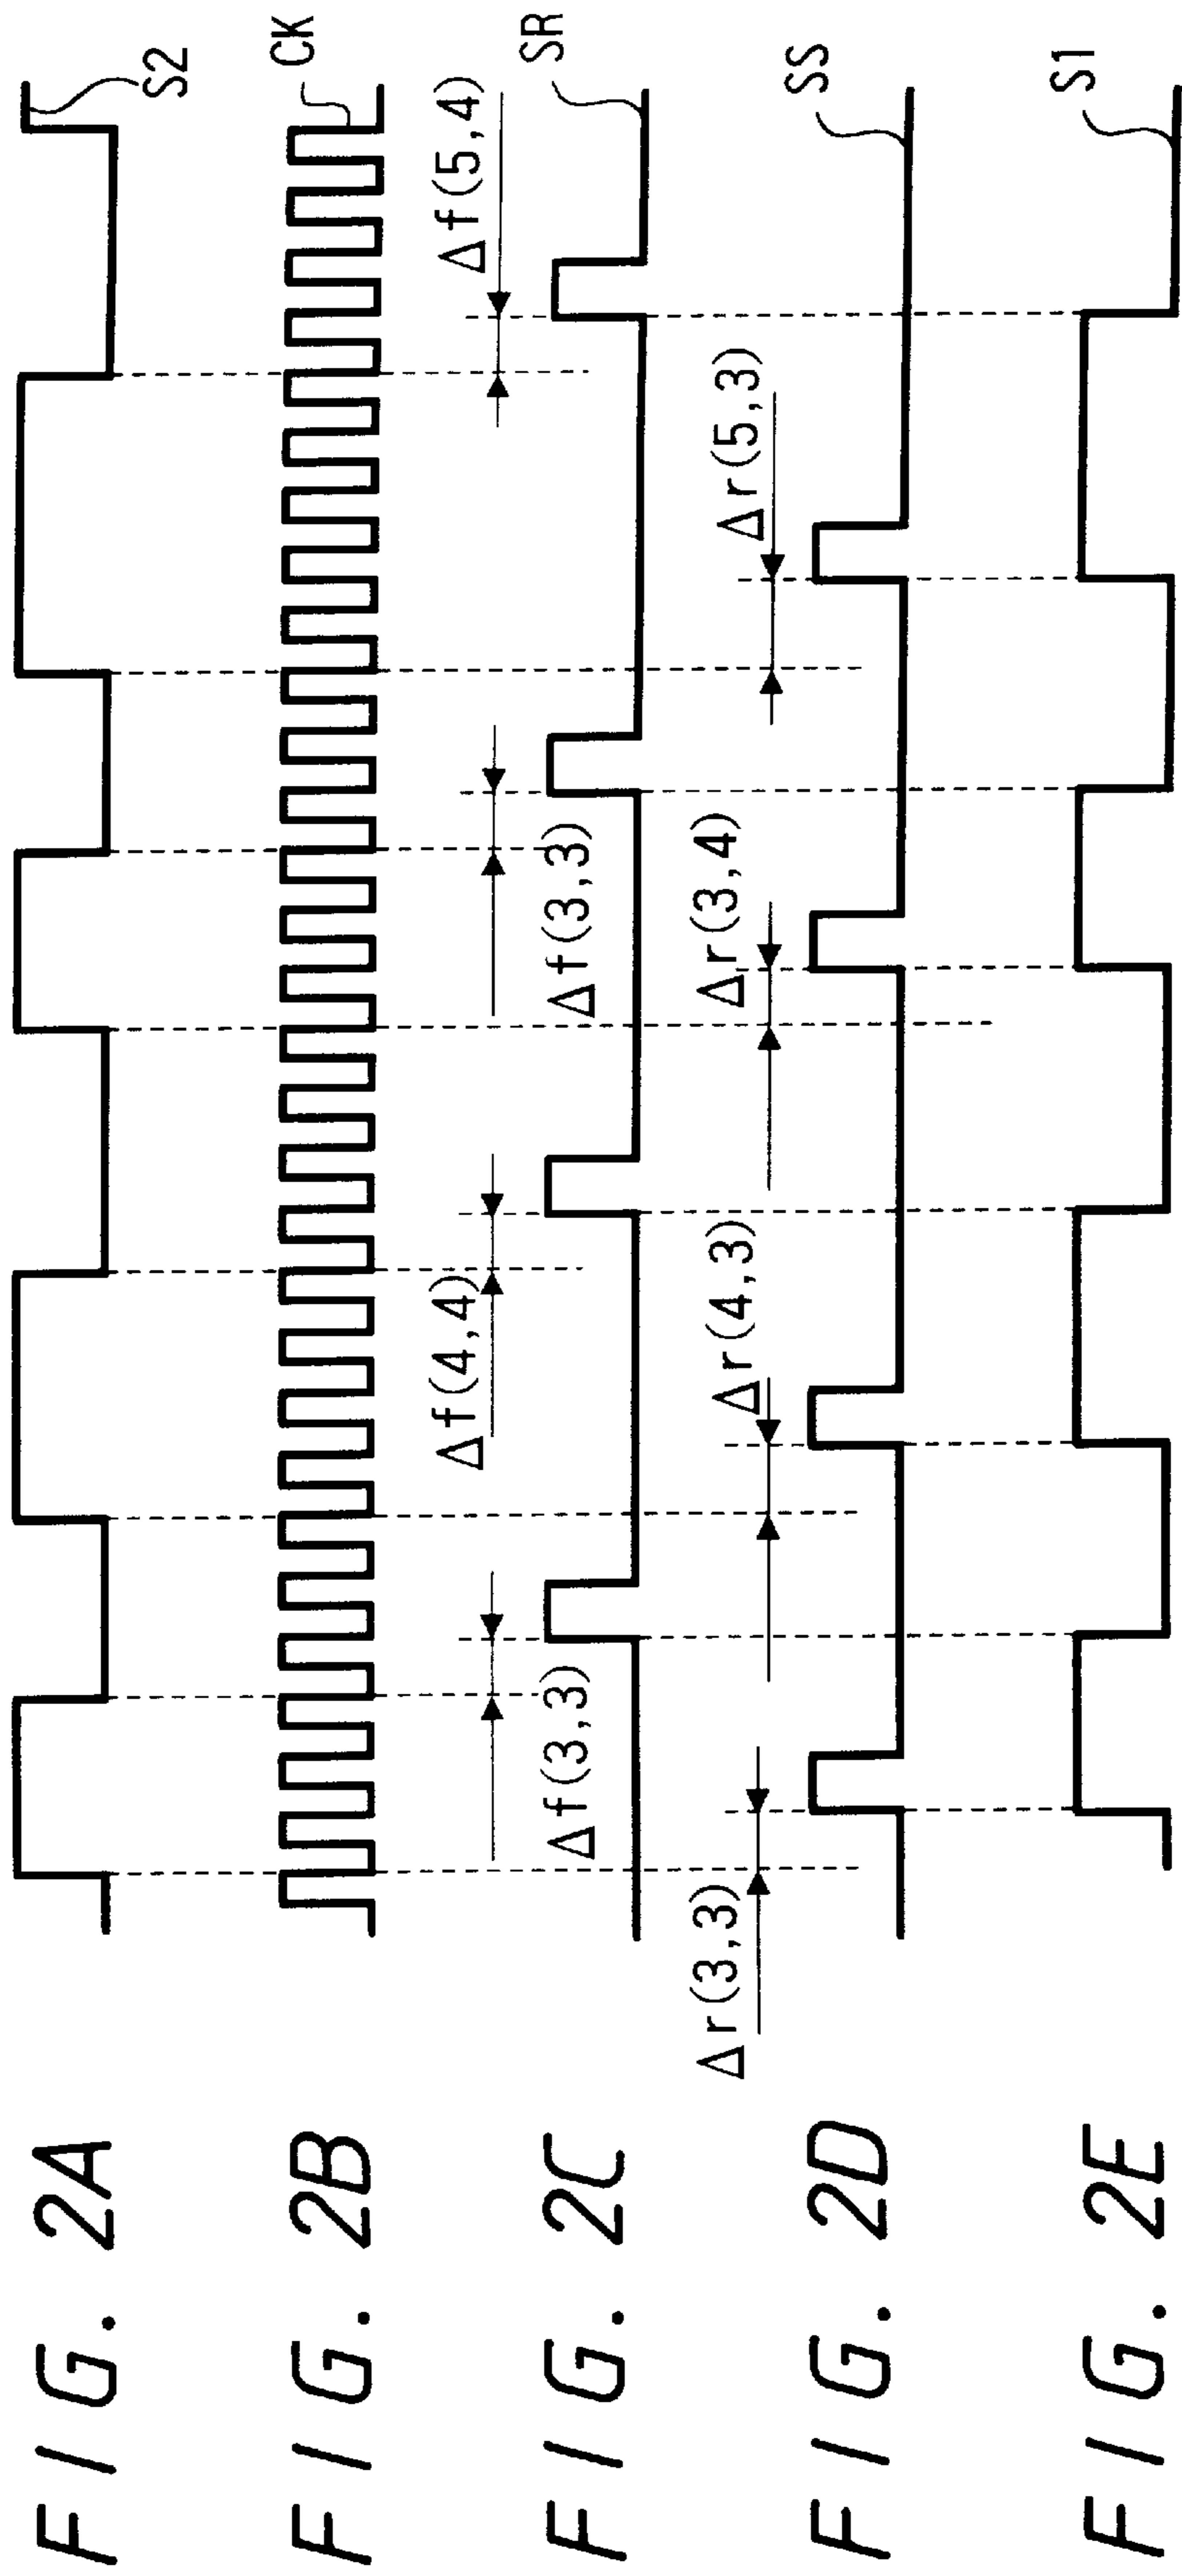 FIG. 2A
S2
FIG. 2B
CK
FIG. 2C
Δf(3,3)
Δf(4,4)
Δf(3,3)
Δf(5,4)
SR
FIG. 2D
Δr(3,3)
Δr(4,3)
Δr(3,4)
Δr(5,3)
SS
FIG. 2E
S1